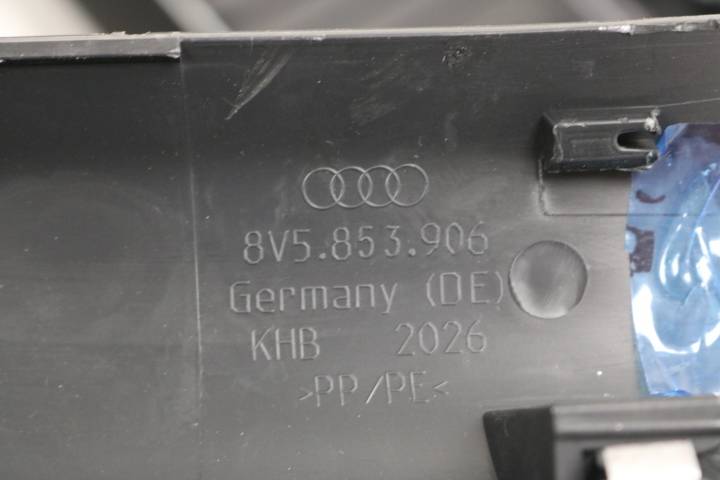 8V5.853.906
Germany (DE)
KHB 2026
>PP/PE<